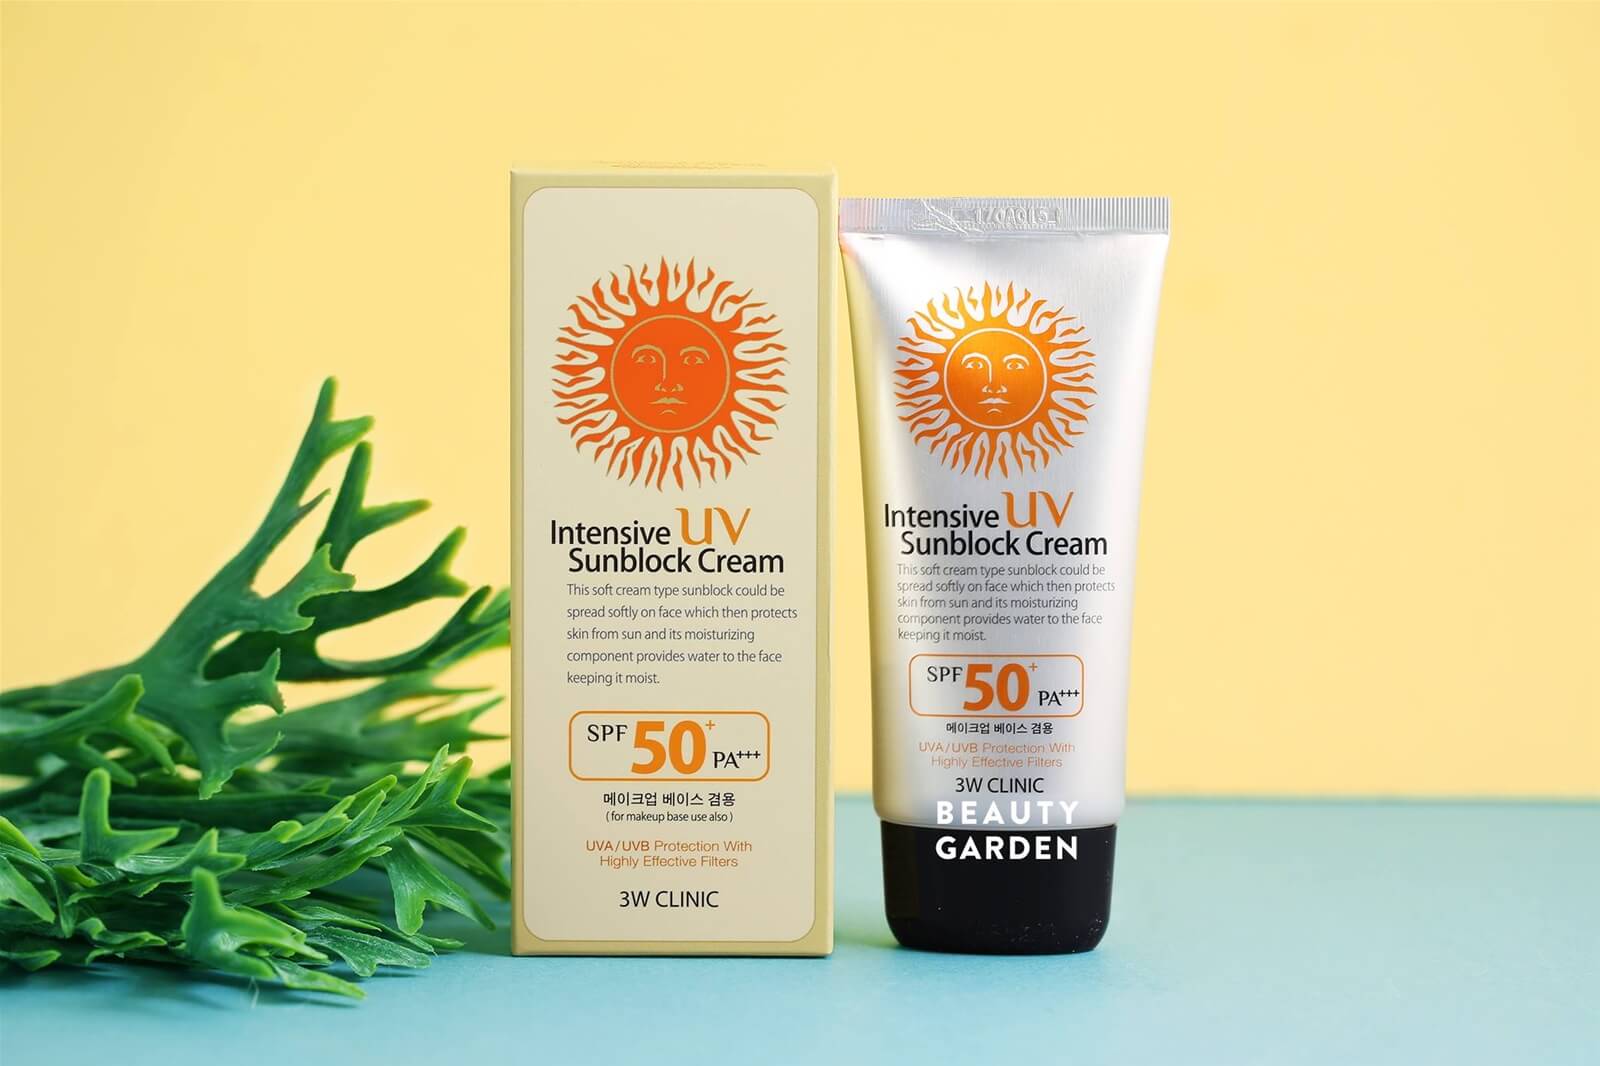 Intensive UV
Sunblock Cream
This soft cream type sunblock could be
spread softly on face which then protects
skin from sun and its moisturizing
component provides water to the face
keeping it moist.
SPF 50+ PA+++
메이크업 베이스 겸용
( for makeup base use also )
UVA / UVB Protection With
Highly Effective Filters
3W CLINIC
Intensive UV
Sunblock Cream
This soft cream type sunblock could be
spread softly on face which then protects
skin from sun and its moisturizing
component provides water to the face
keeping it moist.
SPF 50+ PA+++
메이크업 베이스 겸용
UVA / UVB Protection With
Highly Effective Filters
3W CLINIC
BEAUTY
GARDEN